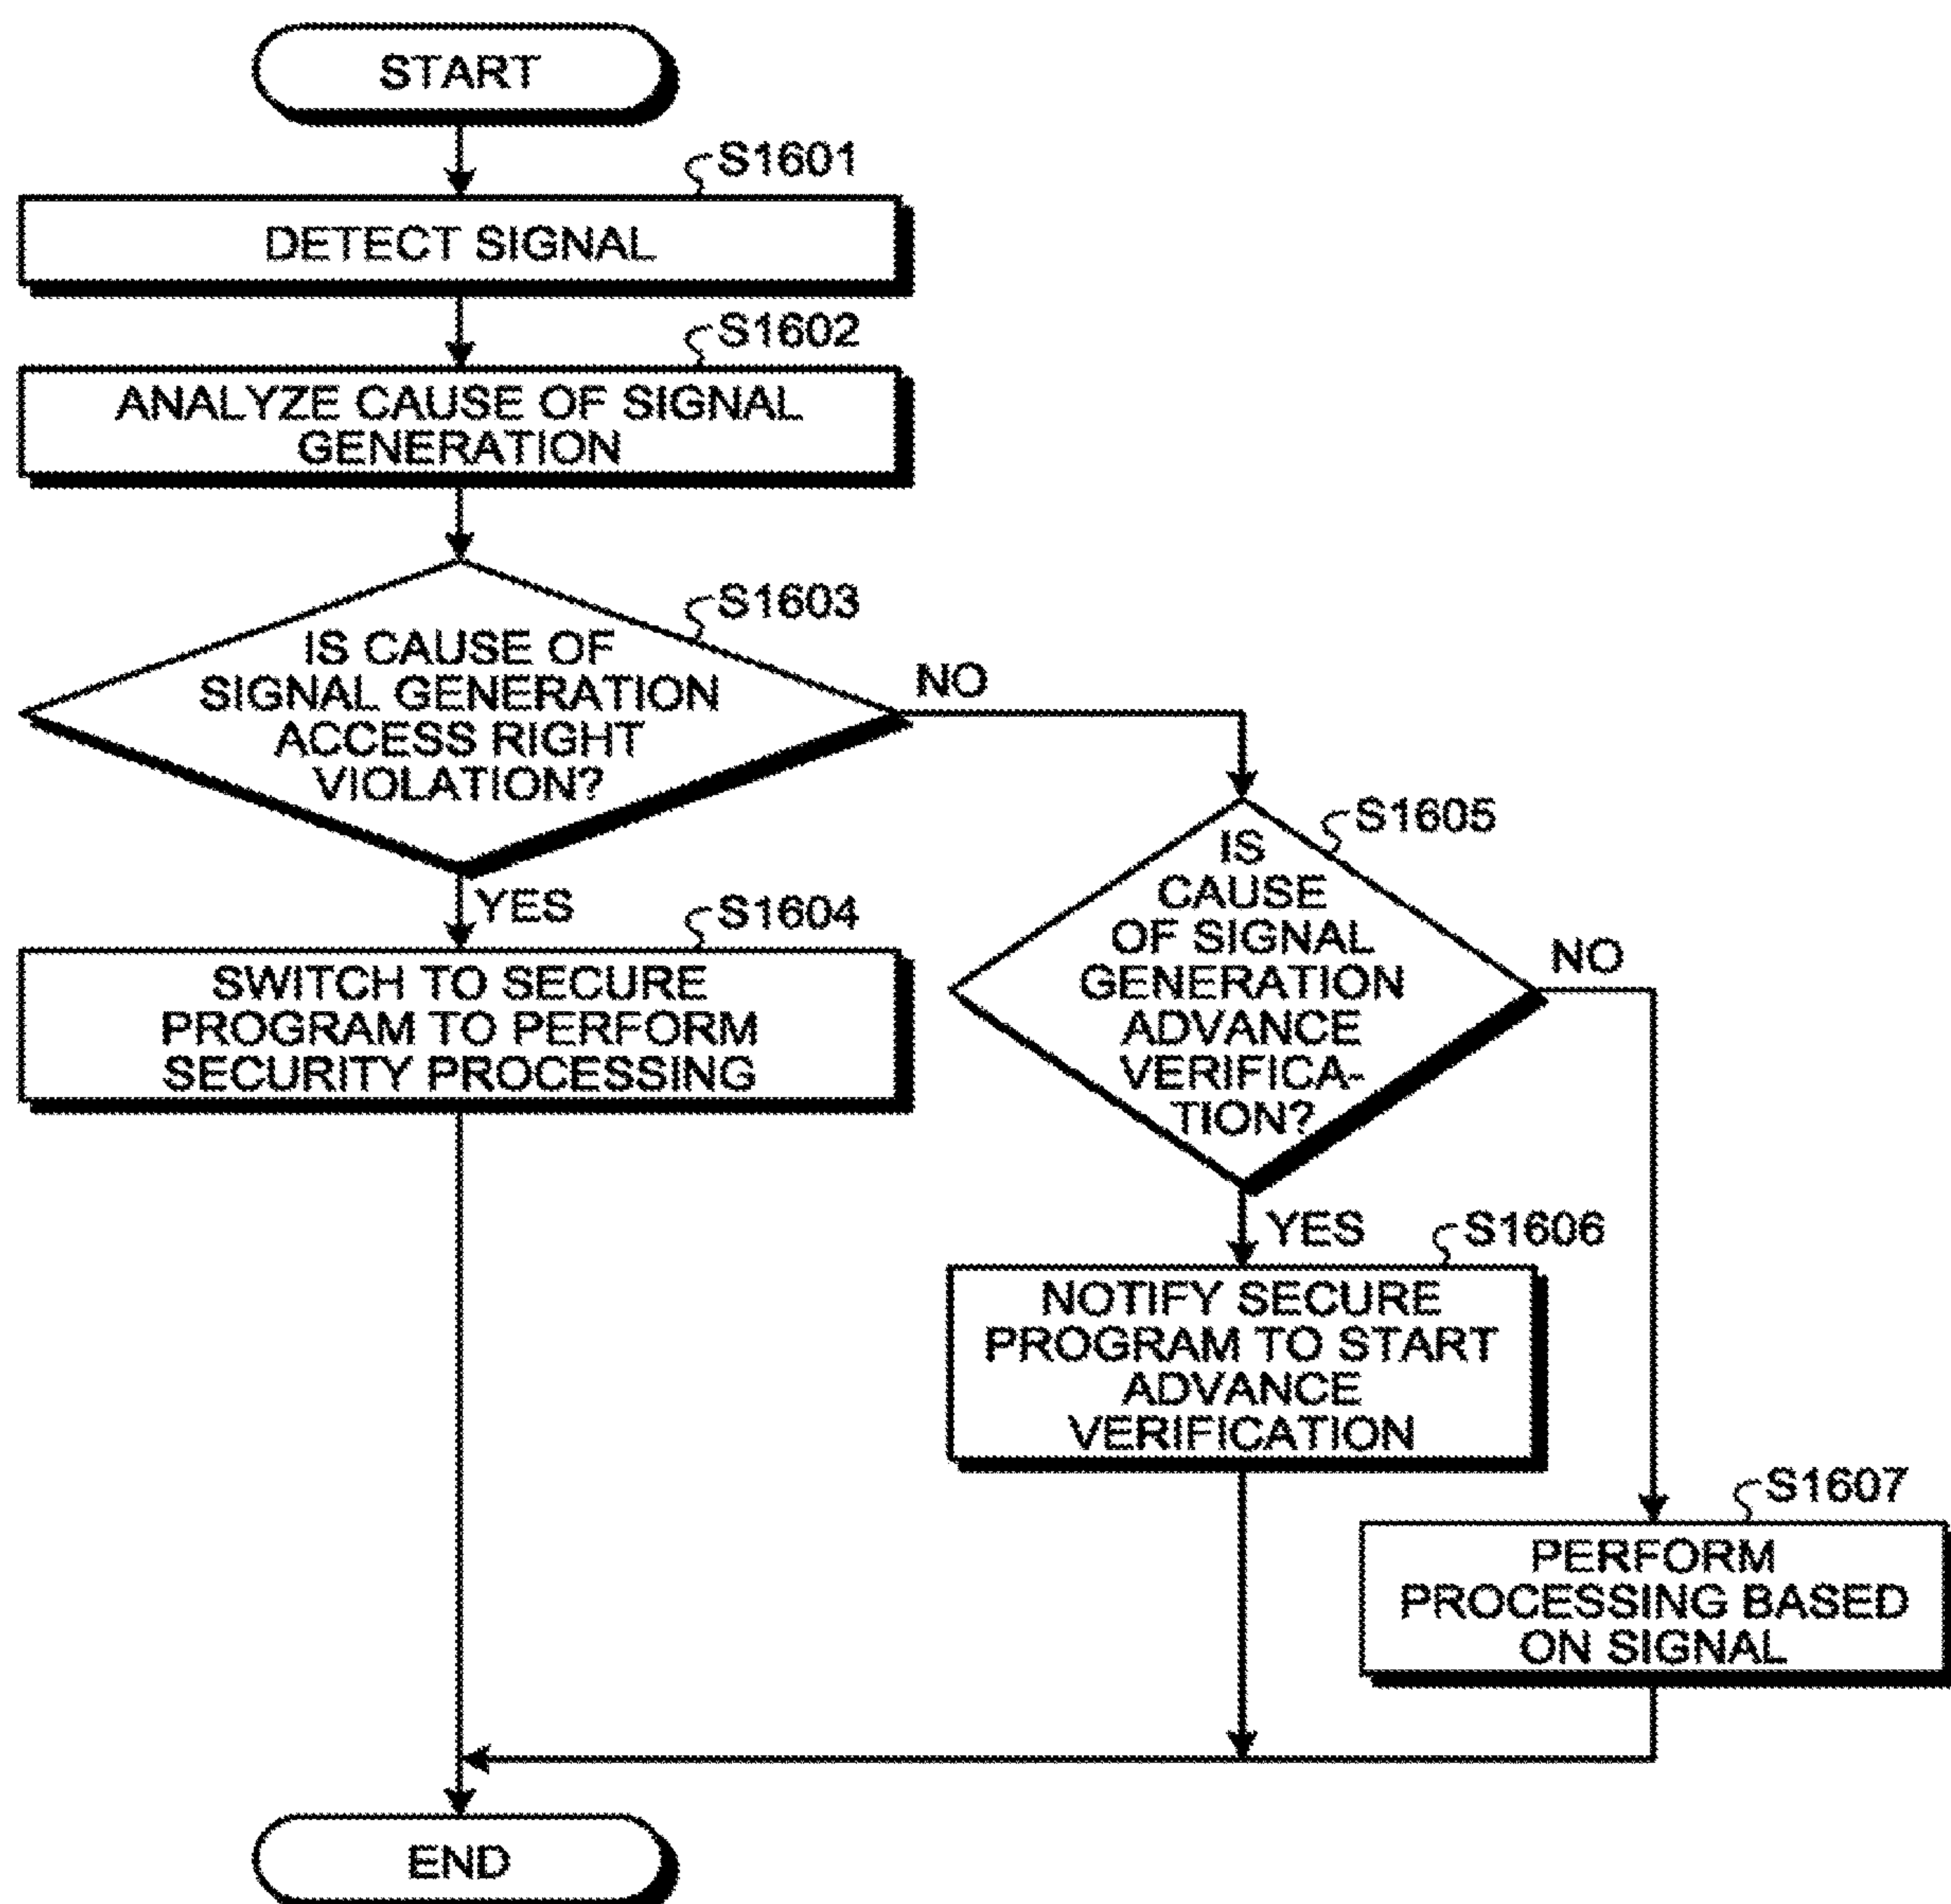 START
S1601
DETECT SIGNAL
S1602
ANALYZE CAUSE OF SIGNAL
GENERATION
S1603
IS CAUSE OF
SIGNAL GENERATION
ACCESS RIGHT
VIOLATION?
NO
YES
S1604
SWITCH TO SECURE
PROGRAM TO PERFORM
SECURITY PROCESSING
S1605
IS
CAUSE
OF SIGNAL
GENERATION
ADVANCE
VERIFICA-
TION?
NO
YES
S1606
NOTIFY SECURE
PROGRAM TO START
ADVANCE
VERIFICATION
S1607
PERFORM
PROCESSING BASED
ON SIGNAL
END